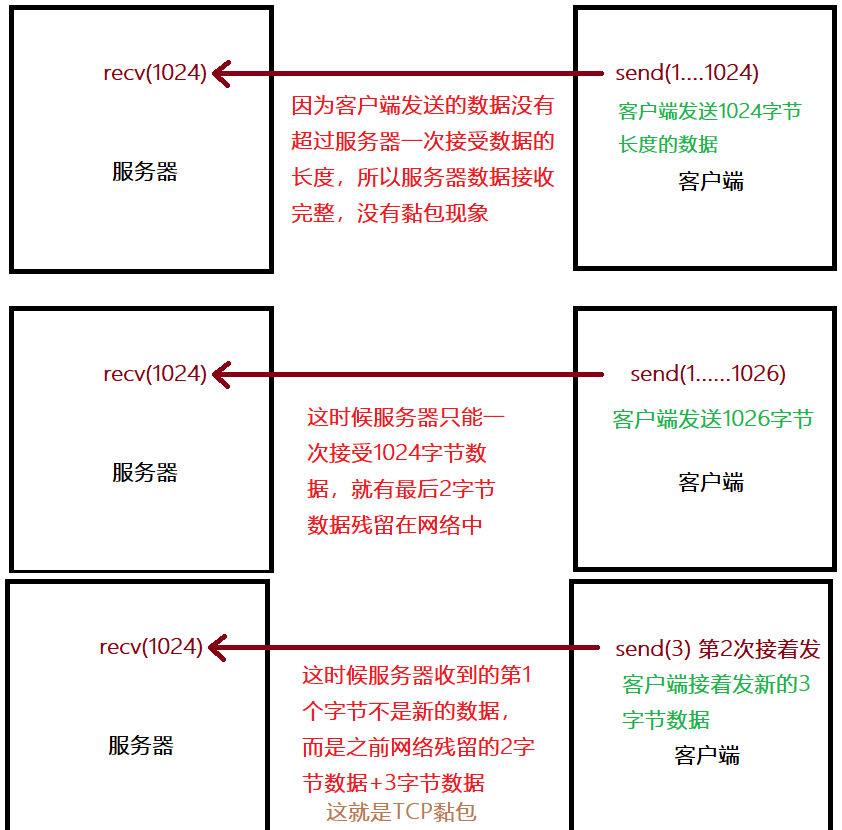 recv(1024)
send(1....1024)
因为客户端发送的数据没有
超过服务器一次接受数据的
长度，所以服务器数据接收
完整，没有黏包现象
客户端发送1024字节
长度的数据
服务器
客户端
recv(1024)
send(1......1026)
这时候服务器只能一
次接受1024字节数
据，就有最后2字节
数据残留在网络中
客户端发送1026字节
服务器
客户端
recv(1024)
send(3) 第2次接着发
这时候服务器收到的第1
个字节不是新的数据，
而是之前网络残留的2字
节数据+3字节数据
这就是TCP黏包
客户端接着发新的3
字节数据
服务器
客户端